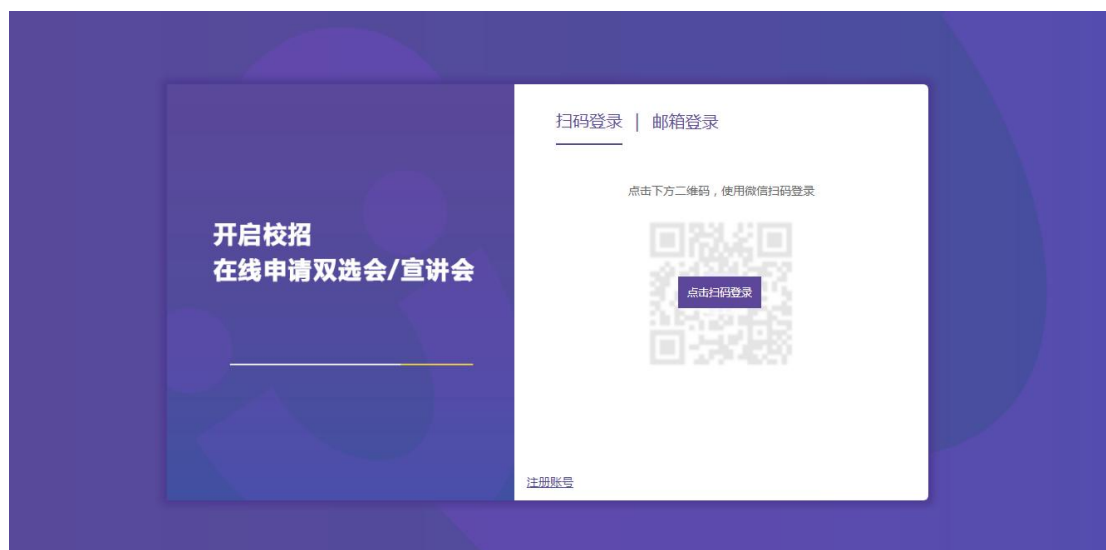 开启校招
在线申请双选会/宣讲会
扫码登录 | 邮箱登录
点击下方二维码，使用微信扫码登录
点击扫码登录
注册账号